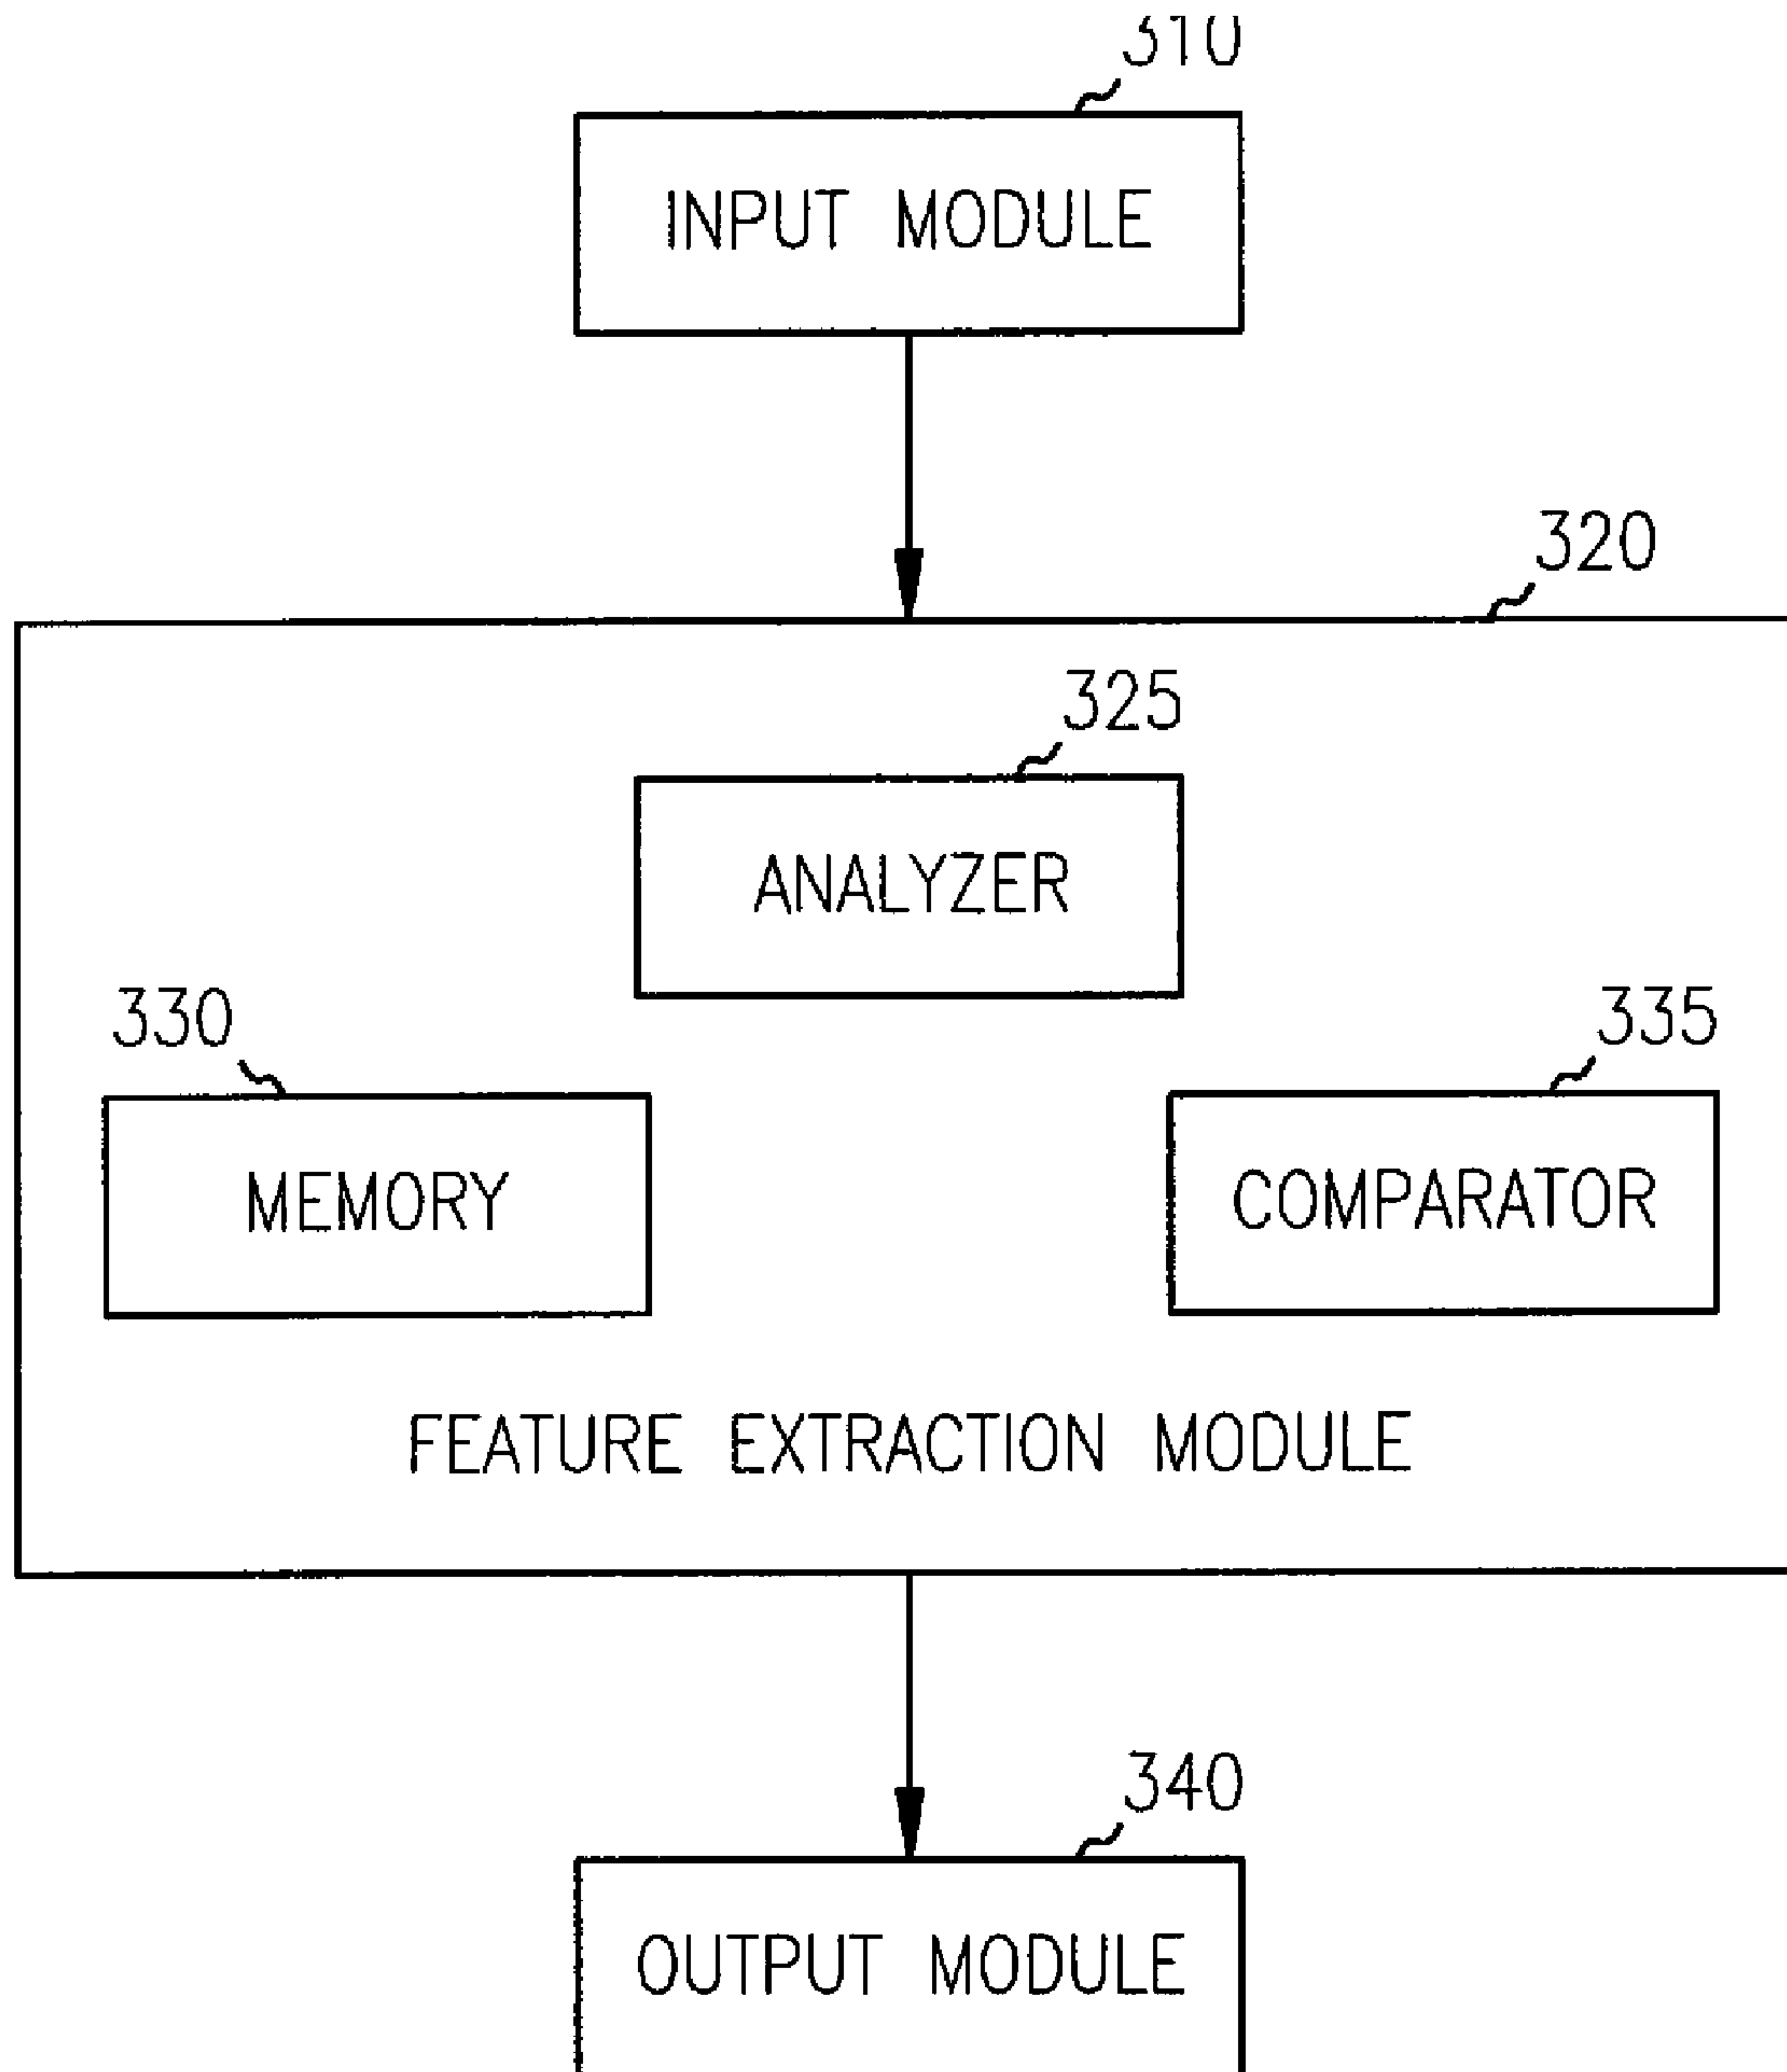 310
INPUT MODULE
320
325
ANALYZER
330
335
MEMORY
COMPARATOR
FEATURE EXTRACTION MODULE
340
OUTPUT MODULE